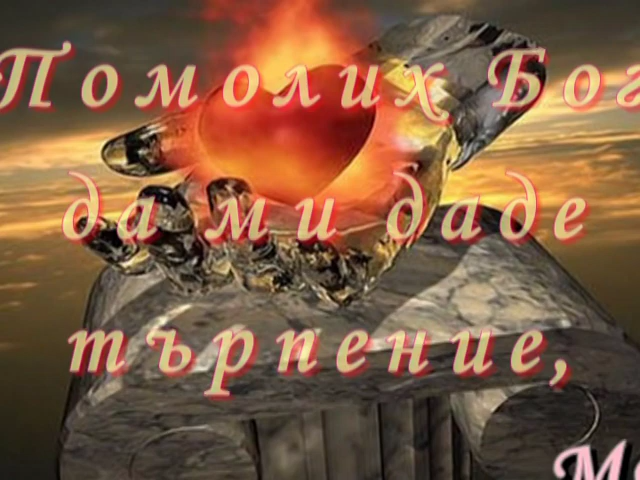 Помолих Бог
да ми даде
търпение,